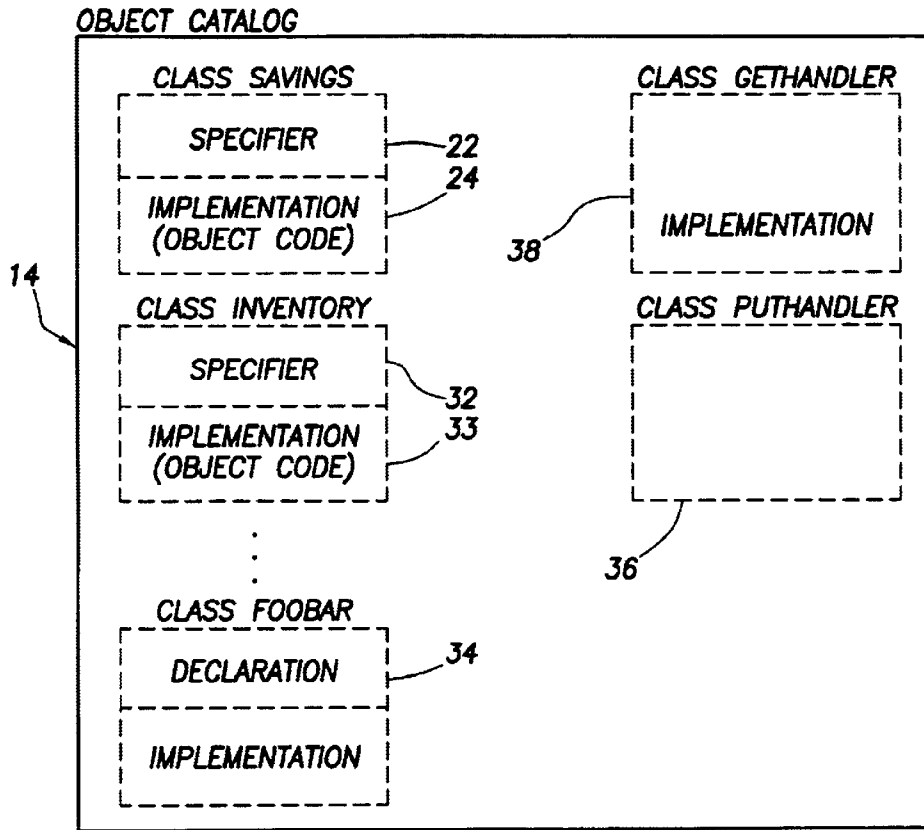 OBJECT CATALOG
CLASS SAVINGS
SPECIFIER
22
24
IMPLEMENTATION
(OBJECT CODE)
14
CLASS INVENTORY
SPECIFIER
32
33
IMPLEMENTATION
(OBJECT CODE)
CLASS FOOBAR
DECLARATION
34
IMPLEMENTATION
CLASS GETHANDLER
38
IMPLEMENTATION
CLASS PUTHANDLER
36